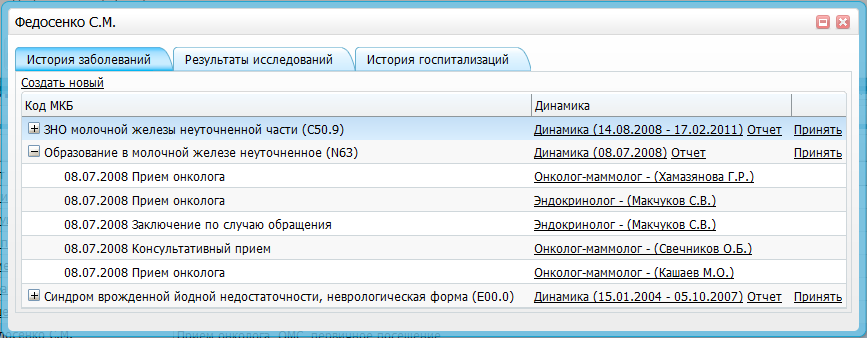 Федосенко С.М.
История заболеваний Результаты исследований История госпитализаций
Создать новый
Код МКБ Динамика
ЗНО молочной железы неуточненной части (C50.9) Динамика (14.08.2008 - 17.02.2011) Отчет Принять
Образование в молочной железе неуточненное (N63) Динамика (08.07.2008) Отчет Принять
08.07.2008 Прием онколога Онколог-маммолог - (Хамазянова Г.Р.)
08.07.2008 Прием онколога Эндокринолог - (Макчуков С.В.)
08.07.2008 Заключение по случаю обращения Эндокринолог - (Макчуков С.В.)
08.07.2008 Консультативный прием Онколог-маммолог - (Свечников О.Б.)
08.07.2008 Прием онколога Онколог-маммолог - (Кашаев М.О.)
Синдром врожденной йодной недостаточности, неврологическая форма (E00.0) Динамика (15.01.2004 - 05.10.2007) Отчет Принять